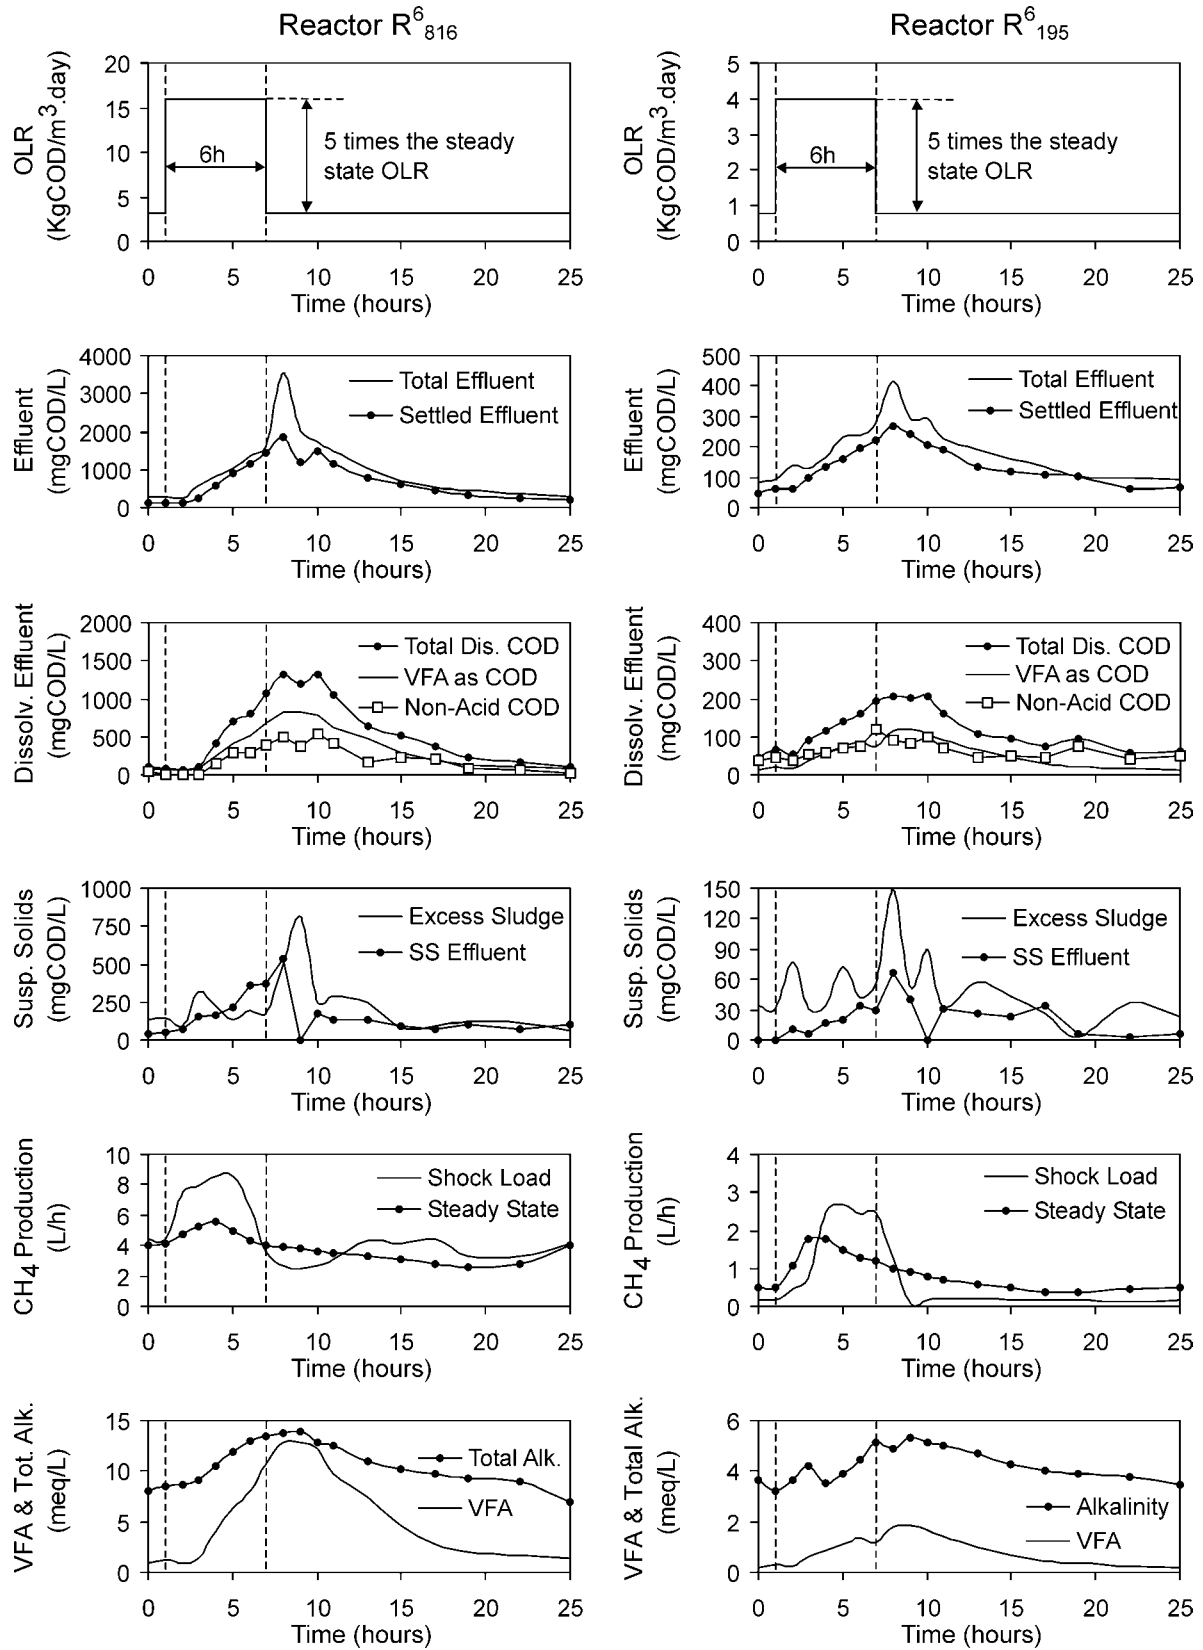 Reactor R⁶₈₁₆
OLR
(KgCOD/m³.day)
20
15
10
5
0
6h
5 times the steady
state OLR
0 5 10 15 20 25
Time (hours)
Reactor R⁶₁₉₅
OLR
(KgCOD/m³.day)
5
4
3
2
1
0
6h
5 times the steady
state OLR
0 5 10 15 20 25
Time (hours)
Effluent
(mgCOD/L)
4000
3000
2000
1000
0
Total Effluent
Settled Effluent
0 5 10 15 20 25
Time (hours)
Effluent
(mgCOD/L)
500
400
300
200
100
0
Total Effluent
Settled Effluent
0 5 10 15 20 25
Time (hours)
Dissolv. Effluent
(mgCOD/L)
2000
1500
1000
500
0
Total Dis. COD
VFA as COD
Non-Acid COD
0 5 10 15 20 25
Time (hours)
Dissolv. Effluent
(mgCOD/L)
400
300
200
100
0
Total Dis. COD
VFA as COD
Non-Acid COD
0 5 10 15 20 25
Time (hours)
Susp. Solids
(mgCOD/L)
1000
750
500
250
0
Excess Sludge
SS Effluent
0 5 10 15 20 25
Time (hours)
Susp. Solids
(mgCOD/L)
150
120
90
60
30
0
Excess Sludge
SS Effluent
0 5 10 15 20 25
Time (hours)
CH₄ Production
(L/h)
10
8
6
4
2
0
Shock Load
Steady State
0 5 10 15 20 25
Time (hours)
CH₄ Production
(L/h)
4
3
2
1
0
Shock Load
Steady State
0 5 10 15 20 25
Time (hours)
VFA & Tot. Alk.
(meq/L)
15
10
5
0
Total Alk.
VFA
0 5 10 15 20 25
Time (hours)
VFA & Total Alk.
(meq/L)
6
4
2
0
Alkalinity
VFA
0 5 10 15 20 25
Time (hours)